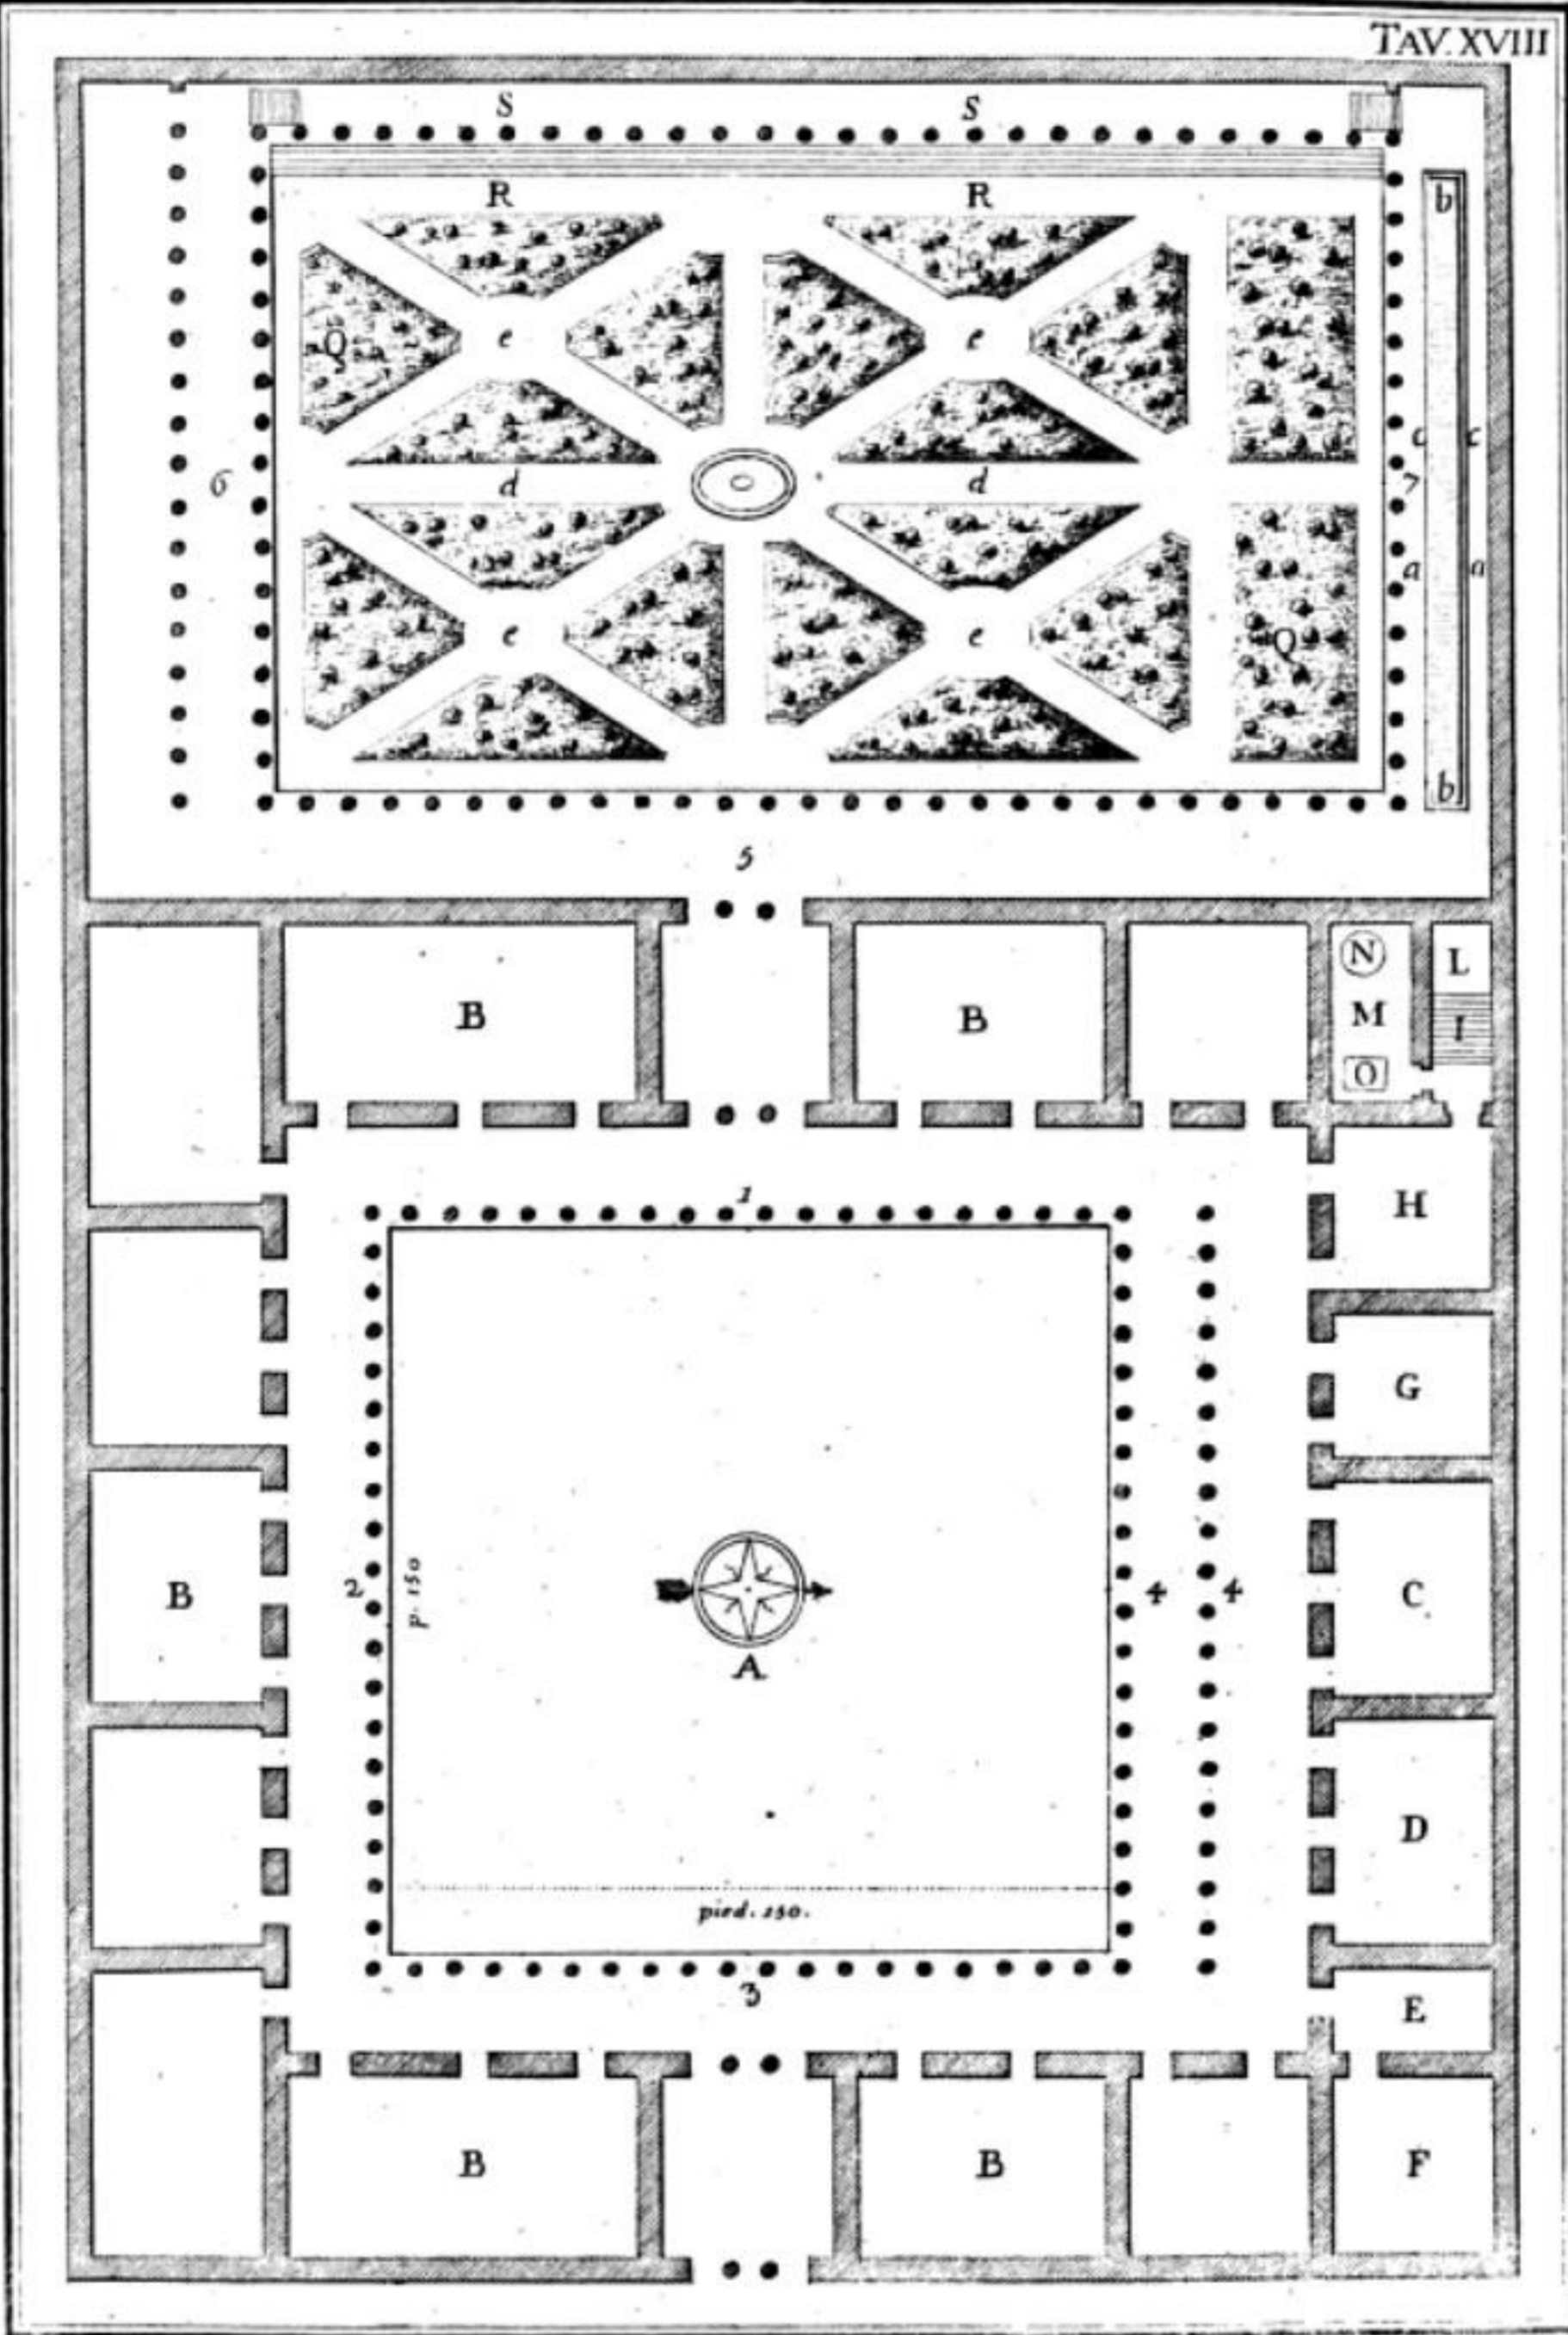 TAV. XVIII
S S
R R
b
Q e e
c c
6 d d 7
a a
e e Q
b
5
N L
B B M I
O
1 H
G
2 p. 150 4 4 B C
A
D
pied. 150.
3 E
B B F